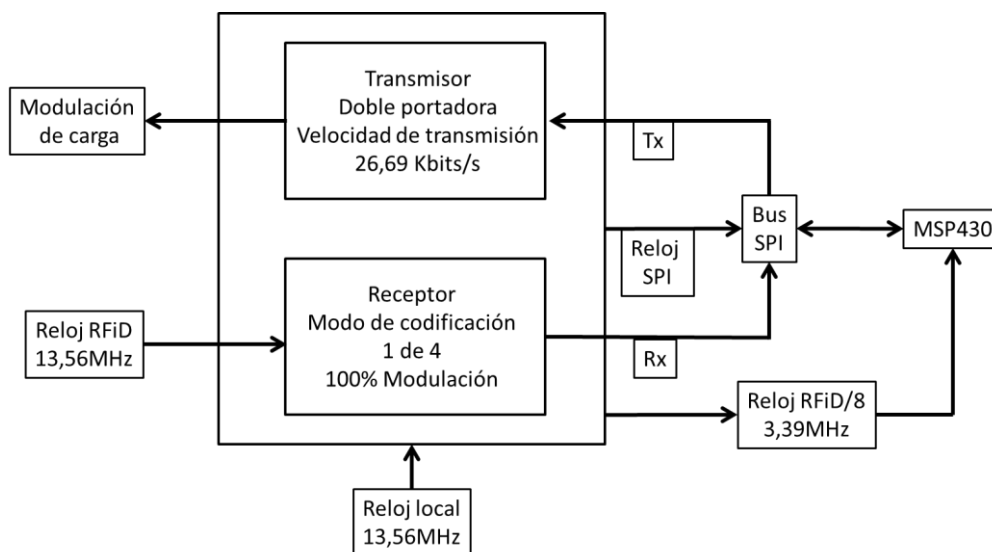 Transmisor
Doble portadora
Velocidad de transmisión
26,69 Kbits/s
Modulación
de carga
Tx
Bus
SPI
MSP430
Reloj
SPI
Receptor
Modo de codificación
1 de 4
100% Modulación
Reloj RFiD
13,56MHz
Rx
Reloj RFiD/8
3,39MHz
Reloj local
13,56MHz